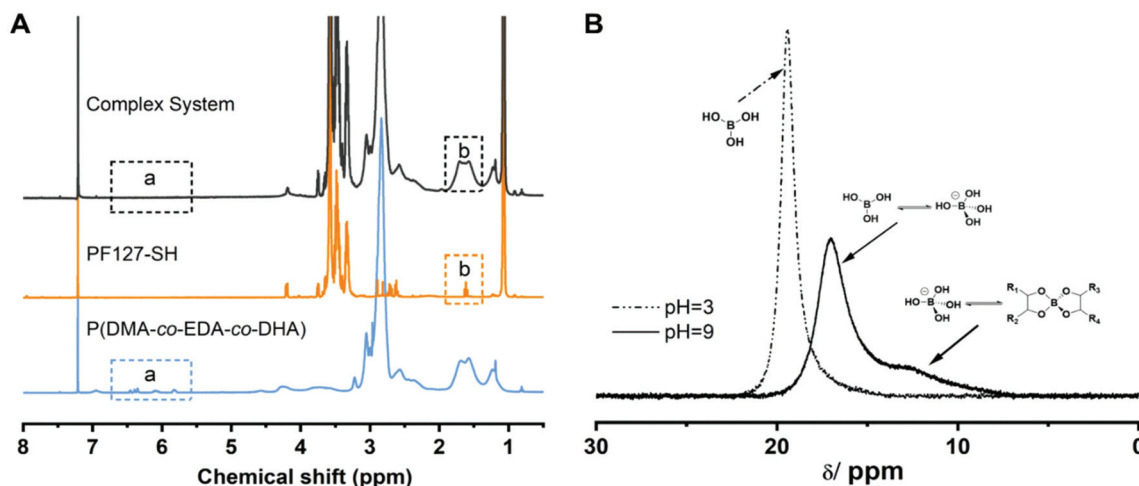 A
Complex System
a
b
PF127-SH
b
P(DMA-co-EDA-co-DHA)
a
8 7 6 5 4 3 2 1
Chemical shift (ppm)
B
HO OH
B
OH
HO OH
B
OH
⊖ OH
HO B OH
OH
⊖ OH
HO B OH
OH
R1 O O R3
B
R2 O O R4
pH=3
pH=9
30 20 10 0
δ/ ppm